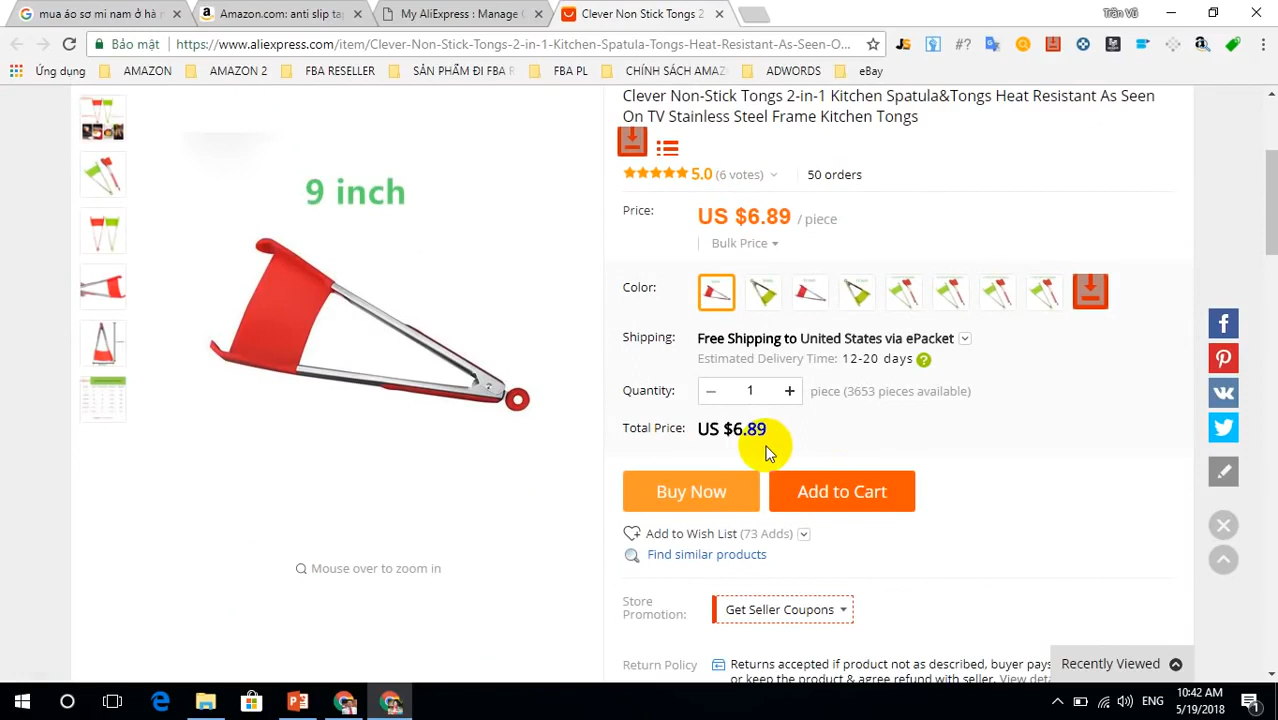 mua áo sơ mi nam ở hà n
Amazon.com: anti slip tap
My AliExpress : Manage O
Clever Non Stick Tongs 2
Trần Vũ
Bảo mật
https://www.aliexpress.com/item/Clever-Non-Stick-Tongs-2-in-1-Kitchen-Spatula-Tongs-Heat-Resistant-As-Seen-O...
Ứng dụng
AMAZON
AMAZON 2
FBA RESELLER
SẢN PHẨM ĐI FBA R
FBA PL
CHÍNH SÁCH AMAZ
ADWORDS
eBay
Clever Non-Stick Tongs 2-in-1 Kitchen Spatula&Tongs Heat Resistant As Seen
On TV Stainless Steel Frame Kitchen Tongs
5.0 (6 votes) 50 orders
9 inch
Price: US $6.89 / piece
Bulk Price
Color:
Shipping: Free Shipping to United States via ePacket
Estimated Delivery Time: 12-20 days ?
Quantity: − 1 + piece (3653 pieces available)
Total Price: US $6.89
Buy Now Add to Cart
Add to Wish List (73 Adds)
Find similar products
Mouse over to zoom in
Store
Promotion:
Get Seller Coupons
Return Policy
Returns accepted if product not as described, buyer pays
or keep the product & agree refund with seller. View deta
Recently Viewed
ENG
10:42 AM
5/19/2018
1